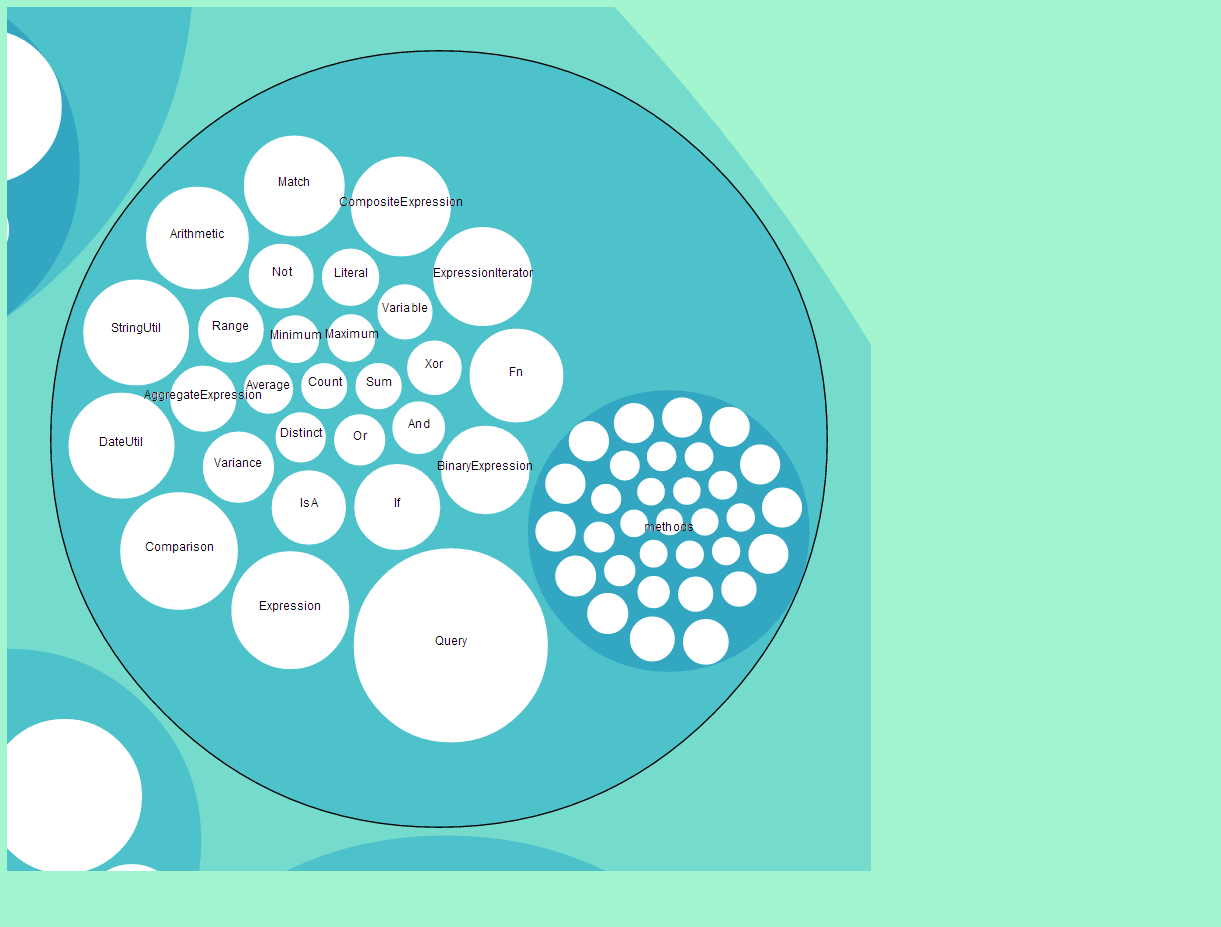 Match
CompositeExpression
Arithmetic
Not
Literal
ExpressionIterator
Variable
StringUtil
Range
Minimum
Maximum
Xor
Fn
AggregateExpression
Average
Count
Sum
DateUtil
Distinct
Or
And
Variance
BinaryExpression
IsA
If
methods
Comparison
Expression
Query